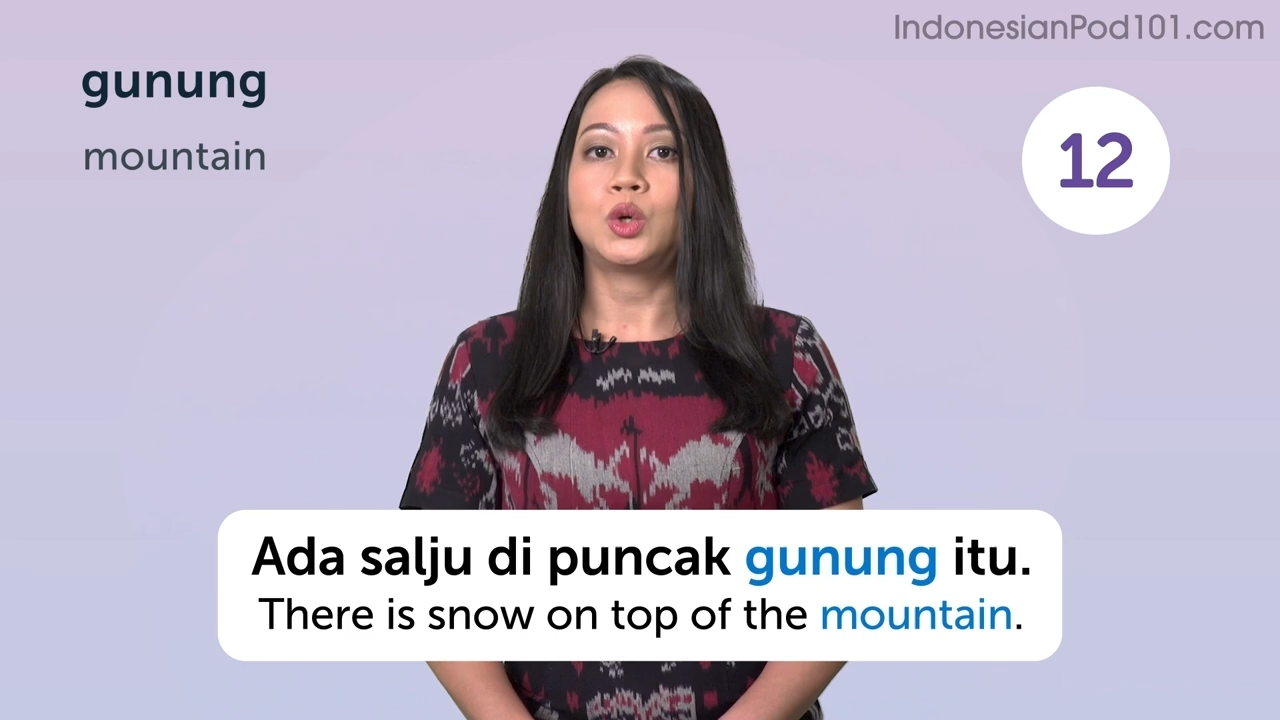 IndonesianPod101.com
gunung
mountain
12
Ada salju di puncak gunung itu.
There is snow on top of the mountain.